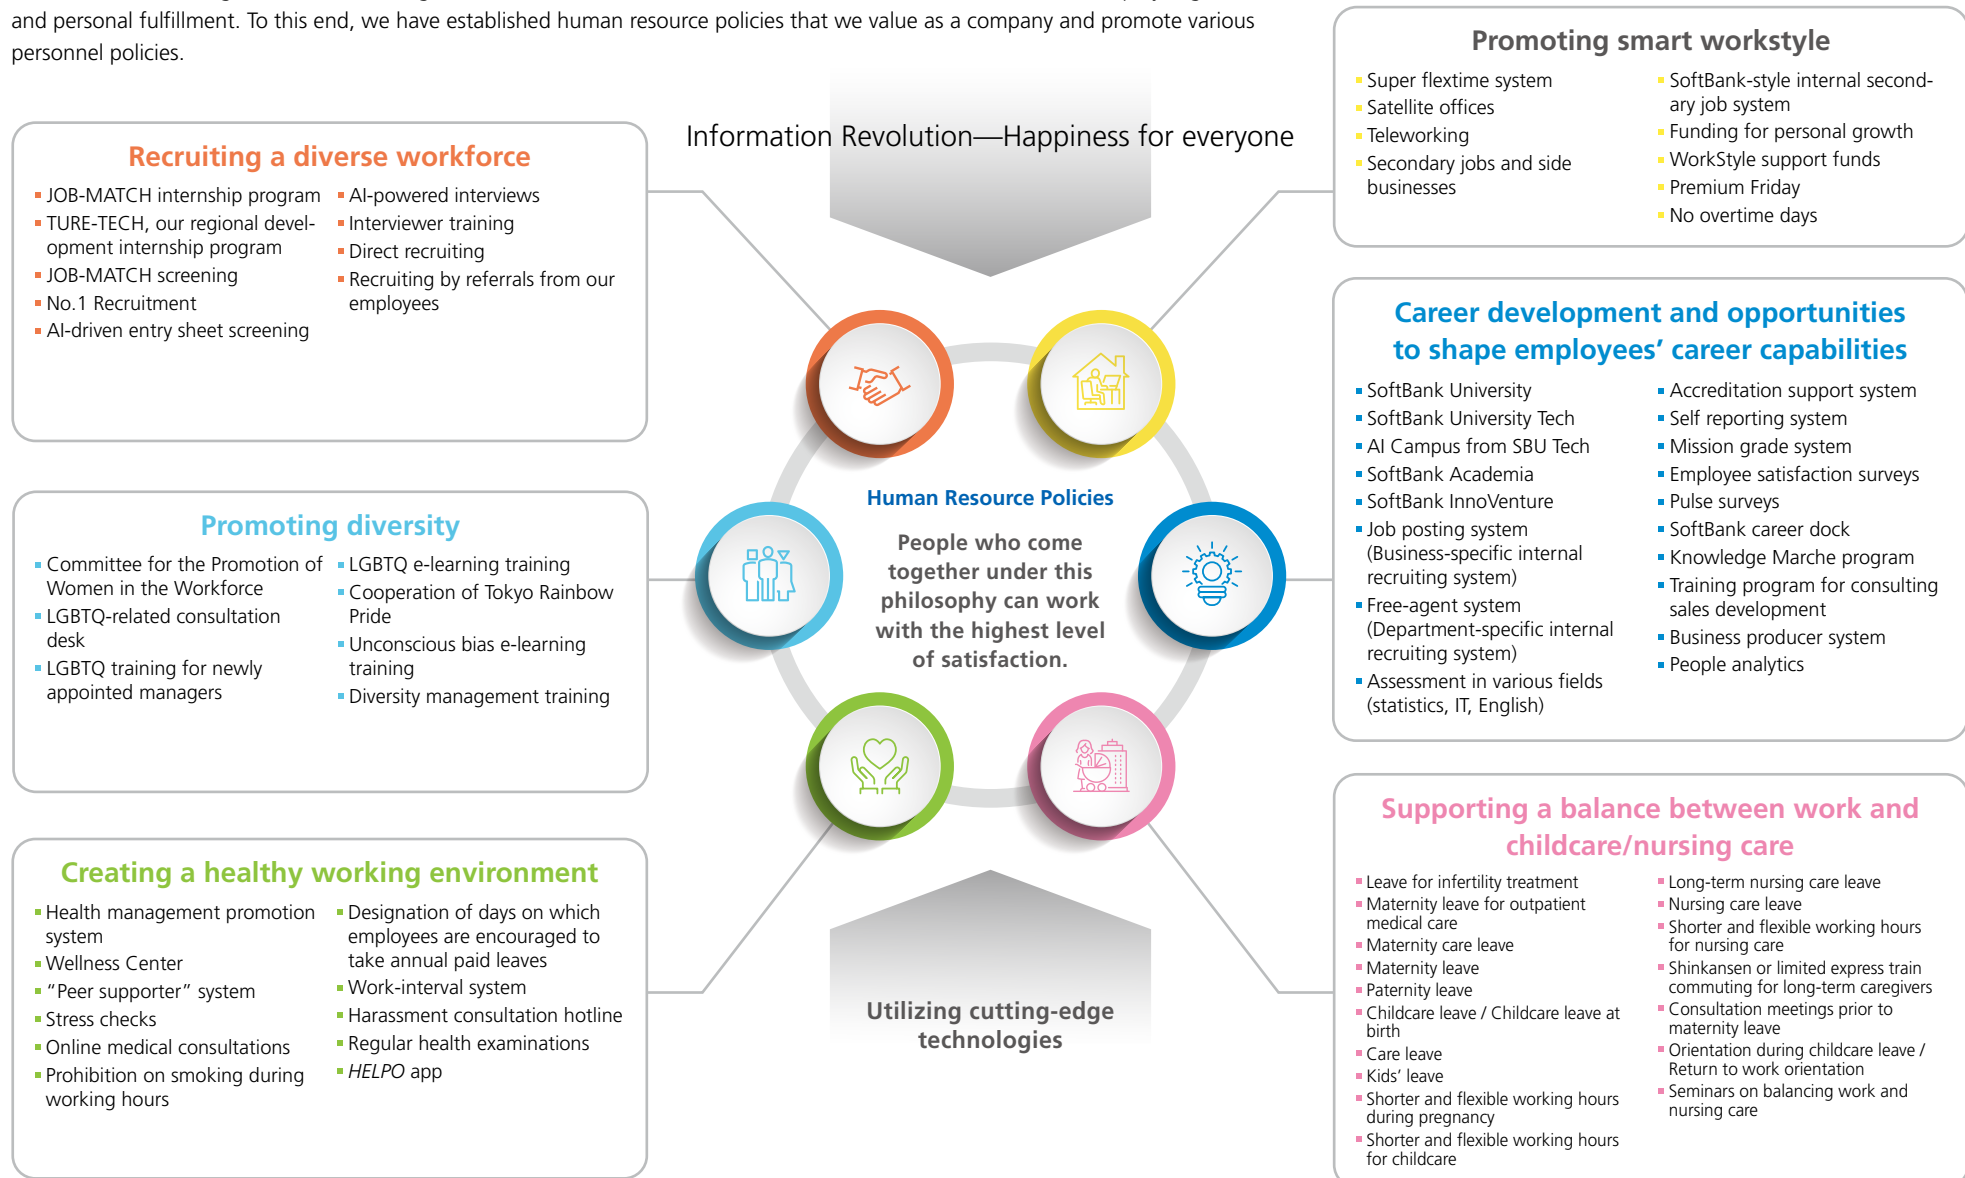 and personal fulfillment. To this end, we have established human resource policies that we value as a company and promote various
personnel policies.
Information Revolution—Happiness for everyone
Recruiting a diverse workforce
JOB-MATCH internship program
TURE-TECH, our regional devel-
opment internship program
JOB-MATCH screening
No.1 Recruitment
AI-driven entry sheet screening
AI-powered interviews
Interviewer training
Direct recruiting
Recruiting by referrals from our
employees
Promoting diversity
Committee for the Promotion of
Women in the Workforce
LGBTQ-related consultation
desk
LGBTQ training for newly
appointed managers
LGBTQ e-learning training
Cooperation of Tokyo Rainbow
Pride
Unconscious bias e-learning
training
Diversity management training
Creating a healthy working environment
Health management promotion
system
Wellness Center
“Peer supporter” system
Stress checks
Online medical consultations
Prohibition on smoking during
working hours
Designation of days on which
employees are encouraged to
take annual paid leaves
Work-interval system
Harassment consultation hotline
Regular health examinations
HELPO app
Human Resource Policies
People who come
together under this
philosophy can work
with the highest level
of satisfaction.
Utilizing cutting-edge
technologies
Promoting smart workstyle
Super flextime system
Satellite offices
Teleworking
Secondary jobs and side
businesses
SoftBank-style internal second-
ary job system
Funding for personal growth
WorkStyle support funds
Premium Friday
No overtime days
Career development and opportunities
to shape employees’ career capabilities
SoftBank University
SoftBank University Tech
AI Campus from SBU Tech
SoftBank Academia
SoftBank InnoVenture
Job posting system
(Business-specific internal
recruiting system)
Free-agent system
(Department-specific internal
recruiting system)
Assessment in various fields
(statistics, IT, English)
Accreditation support system
Self reporting system
Mission grade system
Employee satisfaction surveys
Pulse surveys
SoftBank career dock
Knowledge Marche program
Training program for consulting
sales development
Business producer system
People analytics
Supporting a balance between work and
childcare/nursing care
Leave for infertility treatment
Maternity leave for outpatient
medical care
Maternity care leave
Maternity leave
Paternity leave
Childcare leave / Childcare leave at
birth
Care leave
Kids’ leave
Shorter and flexible working hours
during pregnancy
Shorter and flexible working hours
for childcare
Long-term nursing care leave
Nursing care leave
Shorter and flexible working hours
for nursing care
Shinkansen or limited express train
commuting for long-term caregivers
Consultation meetings prior to
maternity leave
Orientation during childcare leave /
Return to work orientation
Seminars on balancing work and
nursing care